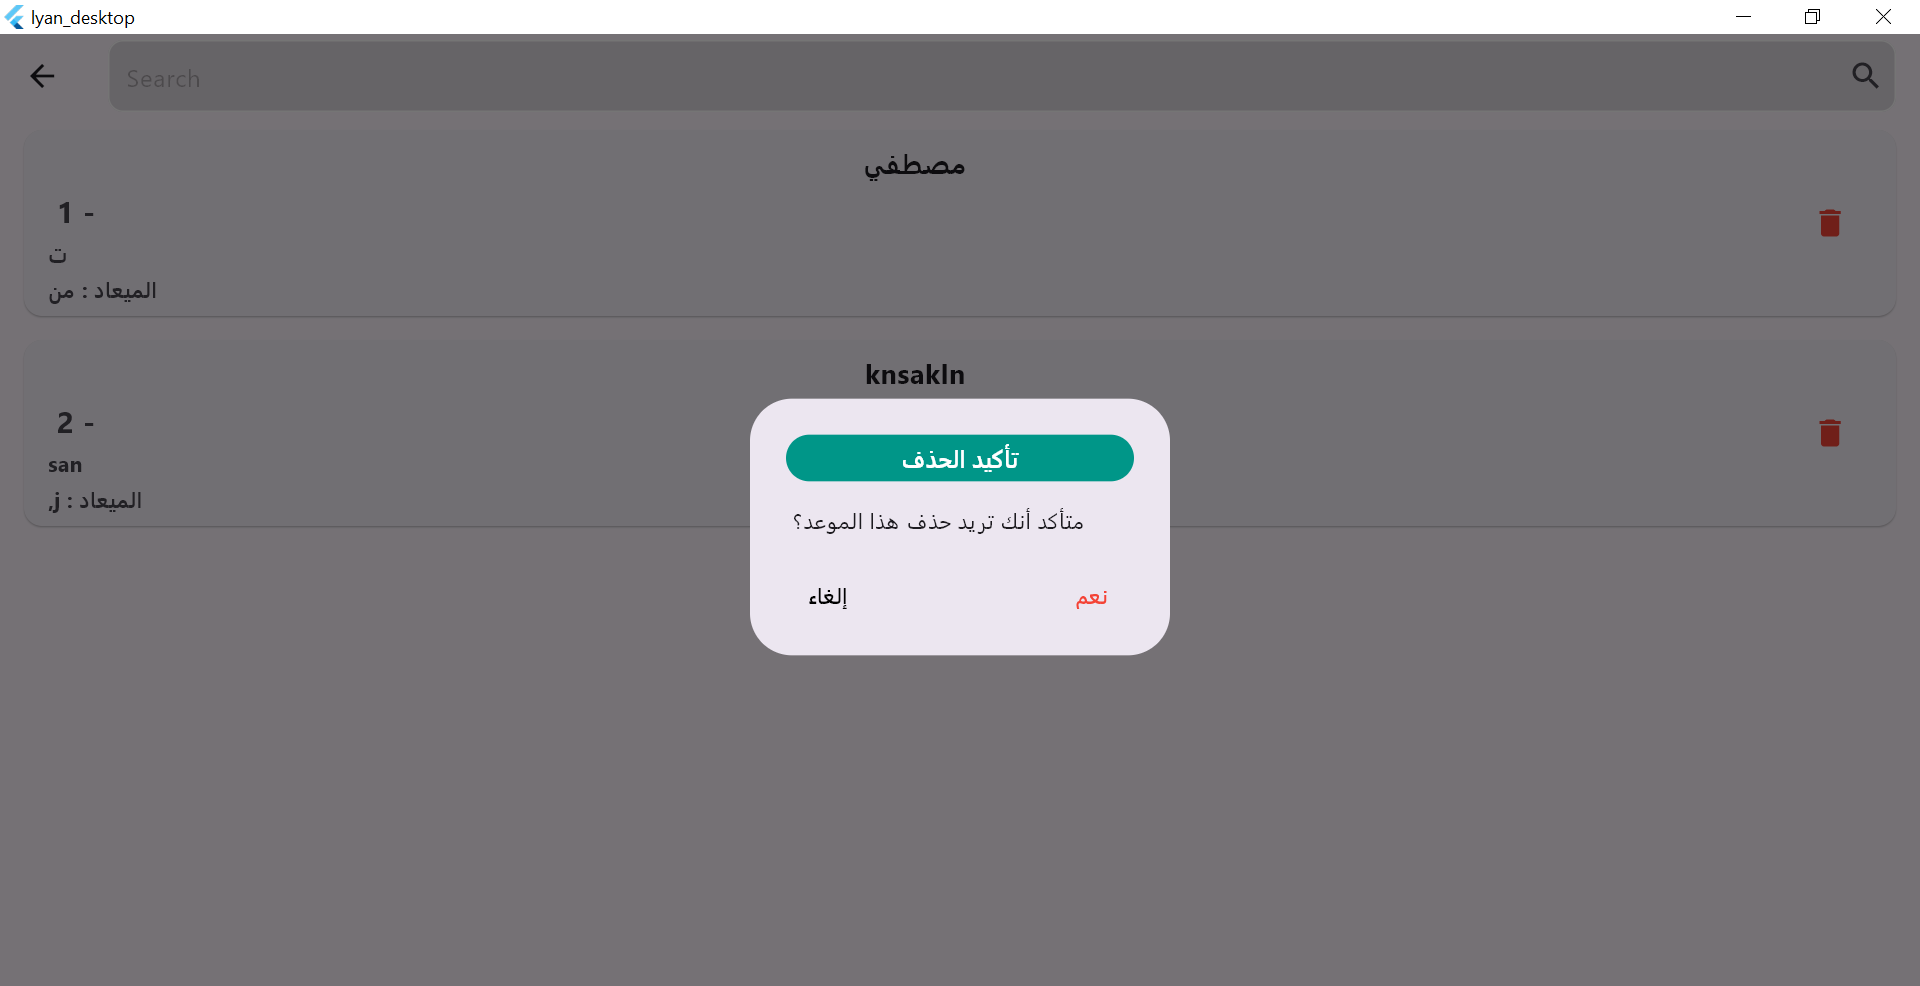 lyan_desktop
Search
مصطفي
1 -
ت
الميعاد : من
knsakln
2 -
san
الميعاد : j,
تأكيد الحذف
متأكد أنك تريد حذف هذا الموعد؟
إلغاء
نعم